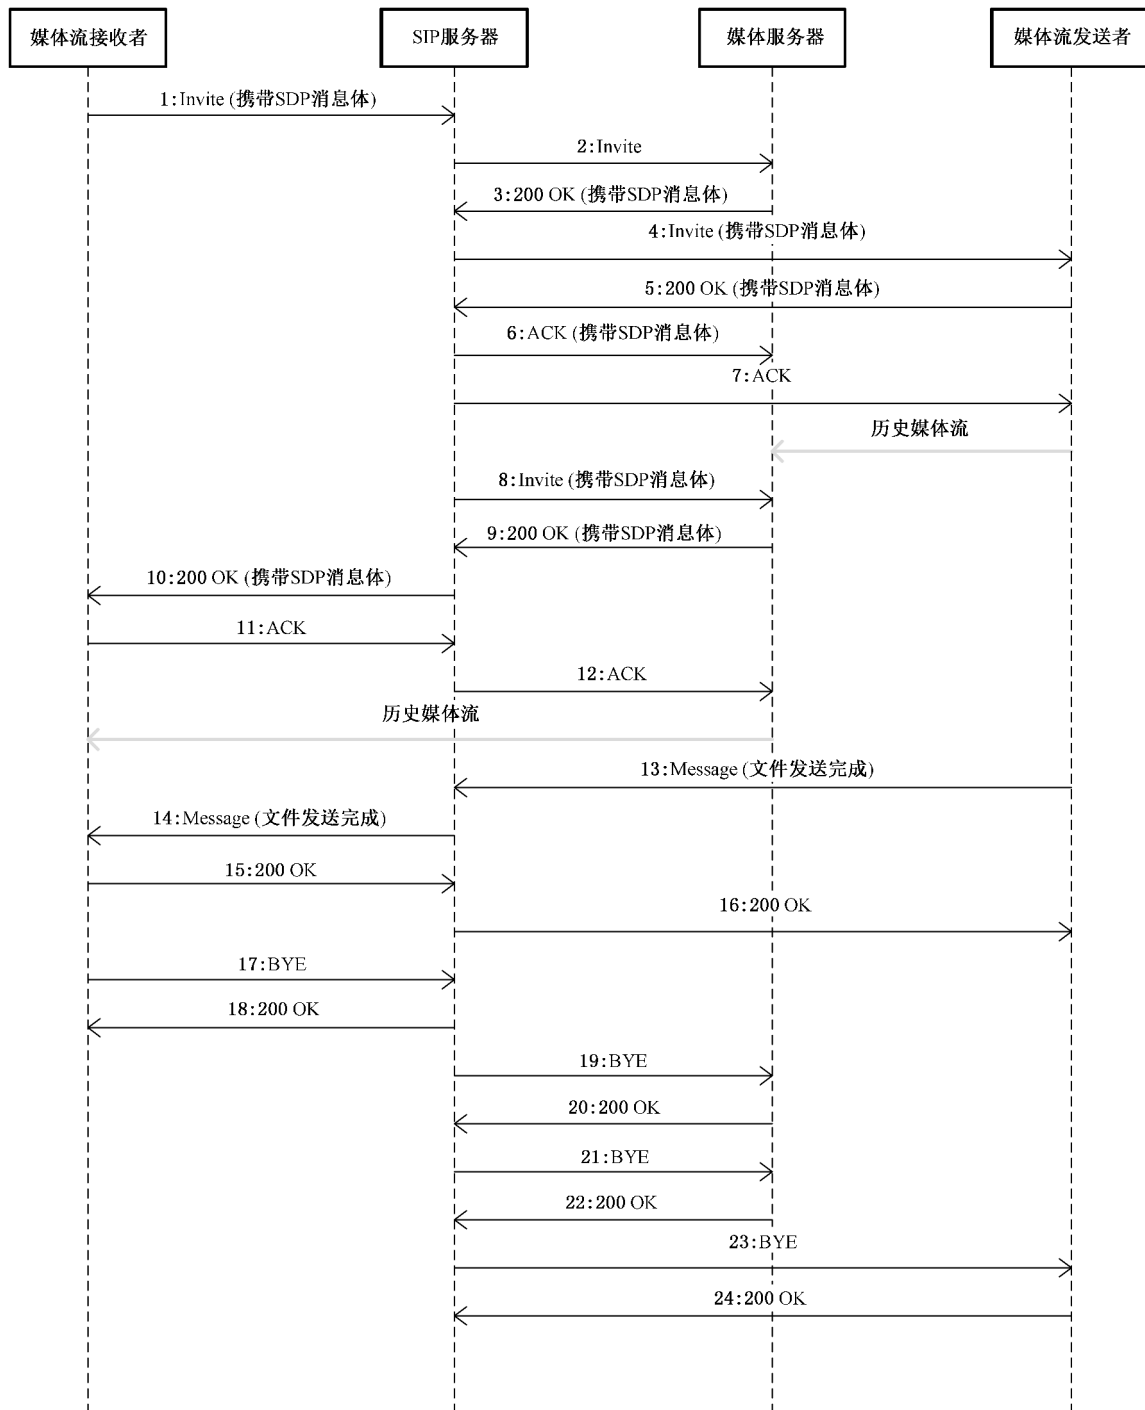 媒体流接收者
SIP服务器
媒体服务器
媒体流发送者
1:Invite (携带SDP消息体)
2:Invite
3:200 OK (携带SDP消息体)
4:Invite (携带SDP消息体)
5:200 OK (携带SDP消息体)
6:ACK (携带SDP消息体)
7:ACK
历史媒体流
8:Invite (携带SDP消息体)
9:200 OK (携带SDP消息体)
10:200 OK (携带SDP消息体)
11:ACK
12:ACK
历史媒体流
13:Message (文件发送完成)
14:Message (文件发送完成)
15:200 OK
16:200 OK
17:BYE
18:200 OK
19:BYE
20:200 OK
21:BYE
22:200 OK
23:BYE
24:200 OK